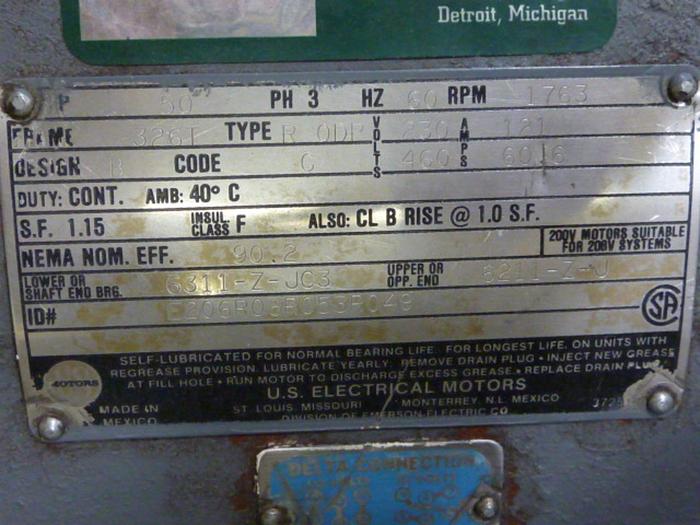 Detroit, Michigan
P 50 PH 3 HZ 60 RPM 1763
FRAME 326T TYPE R ODP VOLTS 230 AMPS 121
DESIGN B CODE G 460 60.6
DUTY: CONT. AMB: 40° C
S.F. 1.15 INSUL. CLASS F ALSO: CL B RISE @ 1.0 S.F.
NEMA NOM. EFF. 90.2 200V MOTORS SUITABLE FOR 208V SYSTEMS
LOWER OR SHAFT END BRG. 6311-Z-JC3 UPPER OR OPP. END 6211-Z-J
ID#
SA
SELF-LUBRICATED FOR NORMAL BEARING LIFE. FOR LONGEST LIFE, ON UNITS WITH
REGREASE PROVISION, LUBRICATE YEARLY. REMOVE DRAIN PLUG • INJECT NEW GREASE
AT FILL HOLE • RUN MOTOR TO DISCHARGE EXCESS GREASE • REPLACE DRAIN PLUG.
MOTORS
U.S. ELECTRICAL MOTORS
MADE IN MEXICO ST. LOUIS, MISSOURI MONTERREY, N.L. MEXICO
DIVISION OF EMERSON ELECTRIC CO
DELTA CONNECTION